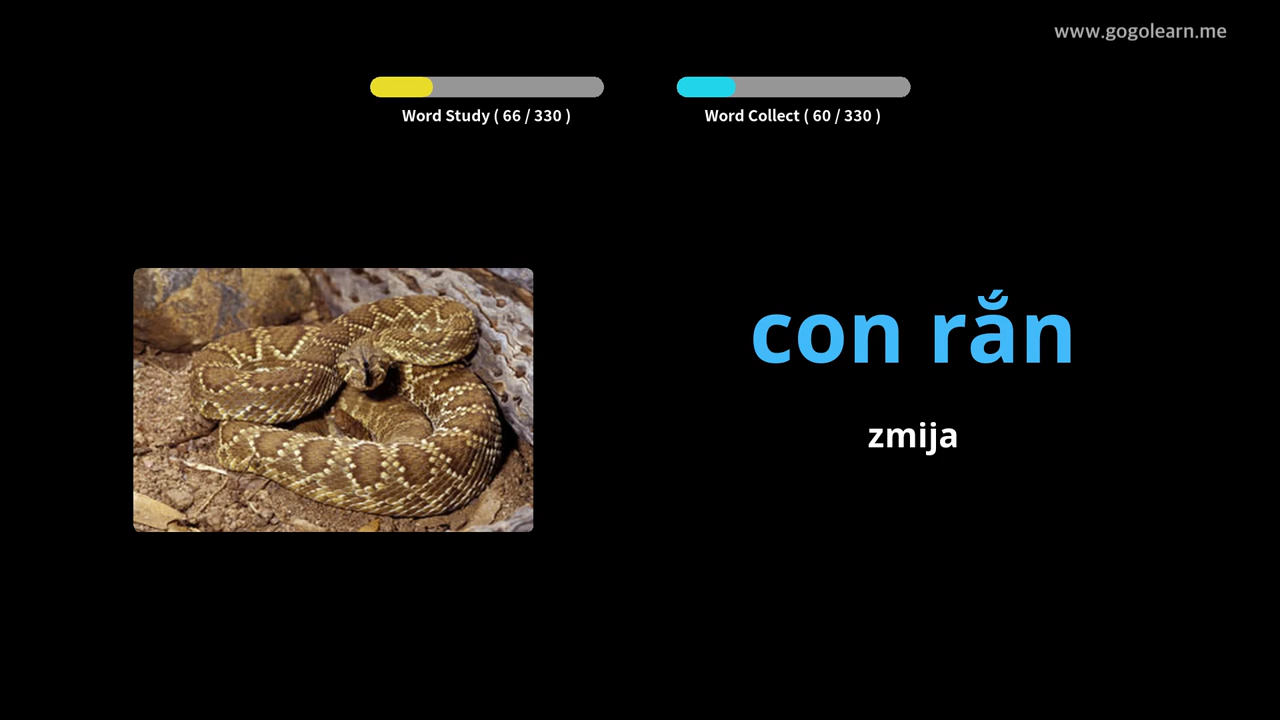 www.gogolearn.me
Word Study ( 66 / 330 )
Word Collect ( 60 / 330 )
con rắn
zmija